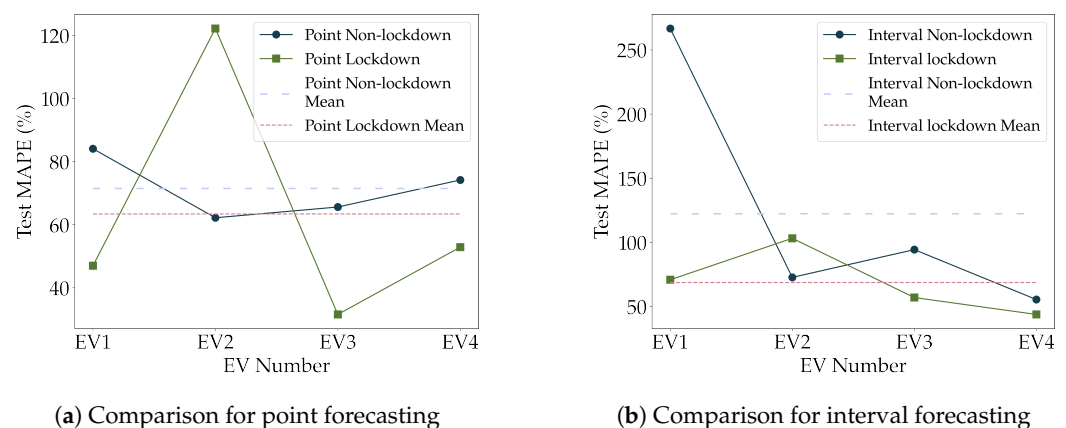 Test MAPE (%)
120
100
80
60
40
Point Non-lockdown
Point Lockdown
Point Non-lockdown
Mean
Point Lockdown Mean
EV1 EV2 EV3 EV4
EV Number
(a) Comparison for point forecasting
Test MAPE (%)
250
200
150
100
50
Interval Non-lockdown
Interval lockdown
Interval Non-lockdown
Mean
Interval lockdown Mean
EV1 EV2 EV3 EV4
EV Number
(b) Comparison for interval forecasting